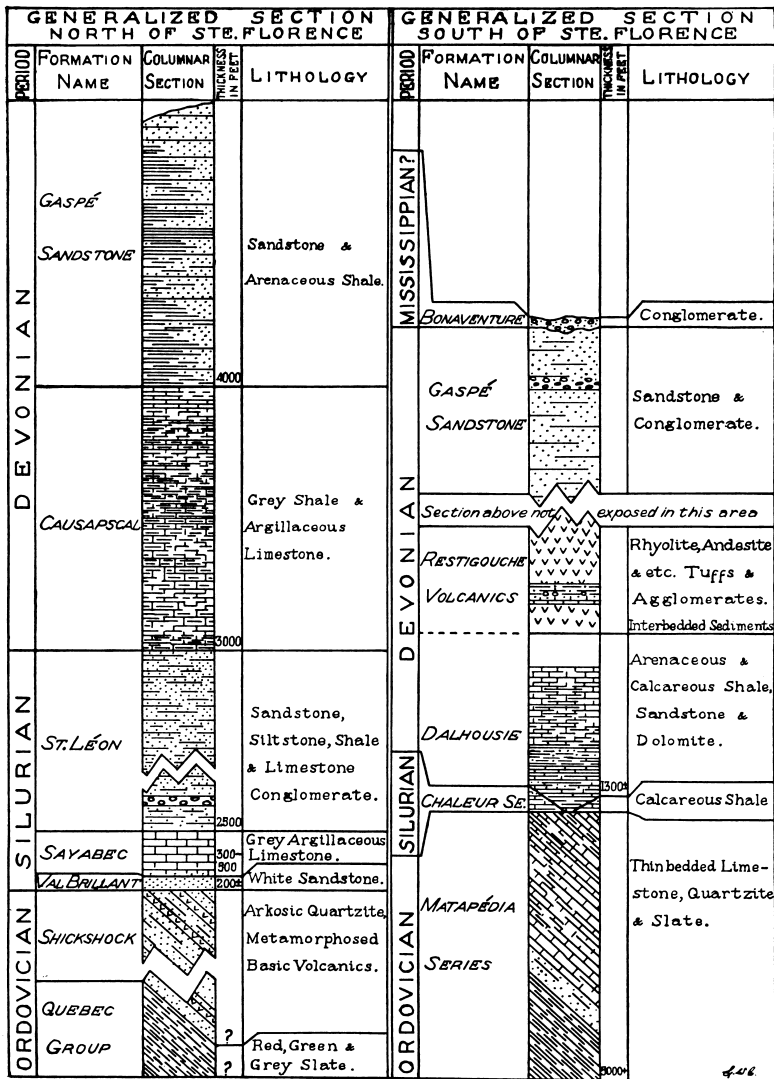 GENERALIZED SECTION
NORTH OF STE. FLORENCE
PERIOD
FORMATION NAME
COLUMNAR SECTION
THICKNESS IN FEET
LITHOLOGY
DEVONIAN
GASPÉ
SANDSTONE
Sandstone &
Arenaceous Shale.
4000
CAUSAPSCAL
Grey Shale &
Argillaceous
Limestone.
3000
SILURIAN
ST. LÉON
Sandstone,
Siltstone, Shale
& Limestone
Conglomerate.
2500
SAYABEC
Grey Argillaceous
Limestone.
300-
VAL BRILLANT
200±
White Sandstone.
ORDOVICIAN
SHICKSHOCK
Arkosic Quartzite,
Metamorphosed
Basic Volcanics.
QUEBEC
GROUP
?
?
Red, Green &
Grey Slate.
GENERALIZED SECTION
SOUTH OF STE. FLORENCE
PERIOD
FORMATION NAME
COLUMNAR SECTION
THICKNESS IN FEET
LITHOLOGY
MISSISSIPPIAN?
BONAVENTURE
Conglomerate.
DEVONIAN
GASPÉ
SANDSTONE
Sandstone &
Conglomerate.
Section above not exposed in this area
RESTIGOUCHE
VOLCANICS
Rhyolite, Andesite
& etc. Tuffs &
Agglomerates.
Interbedded Sediments
DALHOUSIE
Arenaceous &
Calcareous Shale,
Sandstone &
Dolomite.
1300±
SILURIAN
CHALEUR SE.
Calcareous Shale
ORDOVICIAN
MATAPÉDIA
SERIES
Thin bedded Lime-
stone, Quartzite
& Slate.